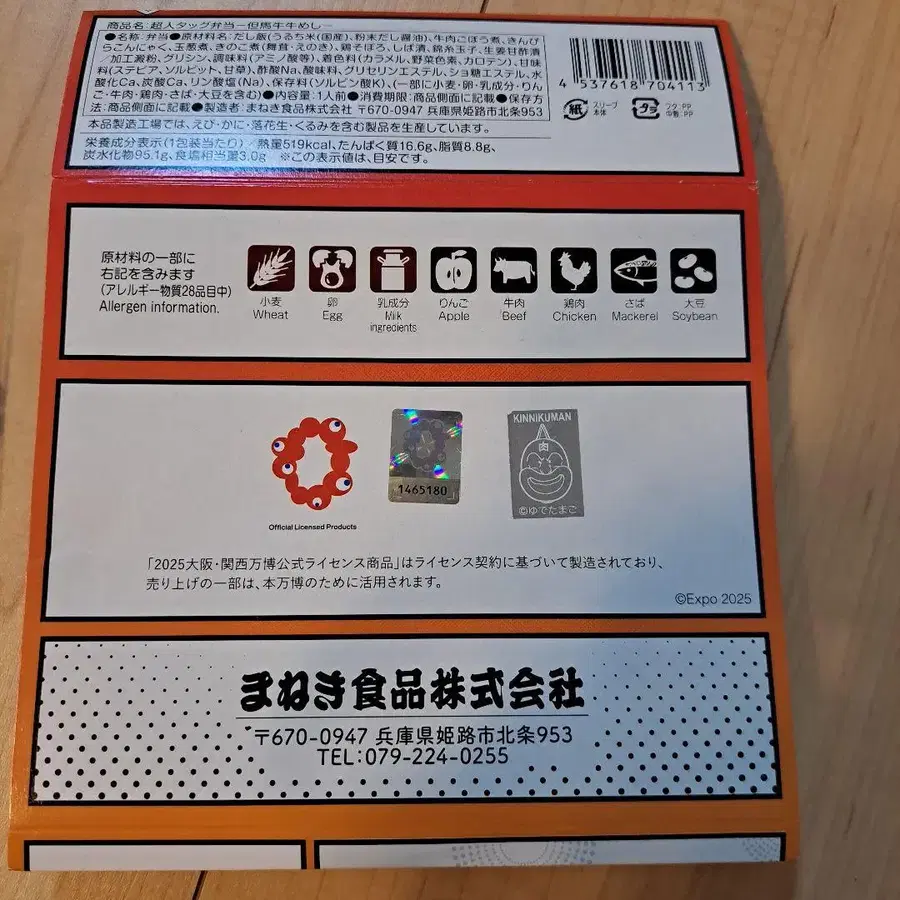 商品名:超人タッグ弁当ー但馬牛牛めしー
●名称:弁当●原材料名:だし飯(うるち米(国産)、粉末だし醤油)、牛肉ごぼう煮、きんぴ
らこんにゃく、玉葱煮、きのこ煮(舞茸・えのき)、鶏そぼろ、しば漬、錦糸玉子、生姜甘酢漬
/加工澱粉、グリシン、調味料(アミノ酸等)、着色料(カラメル、野菜色素、カロテン)、甘味
料(ステビア、ソルビット、甘草)、酢酸Na、酸味料、グリセリンエステル、ショ糖エステル、水
酸化Ca、炭酸Ca、リン酸塩(Na)、保存料(ソルビン酸K)、(一部に小麦・卵・乳成分・りん
ご・牛肉・鶏肉・さば・大豆を含む)●内容量:1人前●消費期限:商品側面に記載●保存方
法:商品側面に記載●製造者:まねき食品株式会社 〒670-0947 兵庫県姫路市北条953
本品製造工場では、えび・かに・落花生・くるみを含む製品を生産しています。
栄養成分表示(1包装当たり)/熱量519kcal、たんぱく質16.6g、脂質8.8g、
炭水化物95.1g、食塩相当量3.0g ※この表示値は、目安です。
4 537618 704113
紙 スリーブ 本体
プラ フタ:PP 中敷:PP
原材料の一部に
右記を含みます
(アレルギー物質28品目中)
Allergen information.
小麦 卵 乳成分 りんご 牛肉 鶏肉 さば 大豆
Wheat Egg Milk ingredients Apple Beef Chicken Mackerel Soybean
KINNIKUMAN
肉
©ゆでたまご
1465180
Official Licensed Products
「2025大阪・関西万博公式ライセンス商品」はライセンス契約に基づいて製造されており、
売り上げの一部は、本万博のために活用されます。
©Expo 2025
まねき食品株式会社
〒670-0947 兵庫県姫路市北条953
TEL:079-224-0255